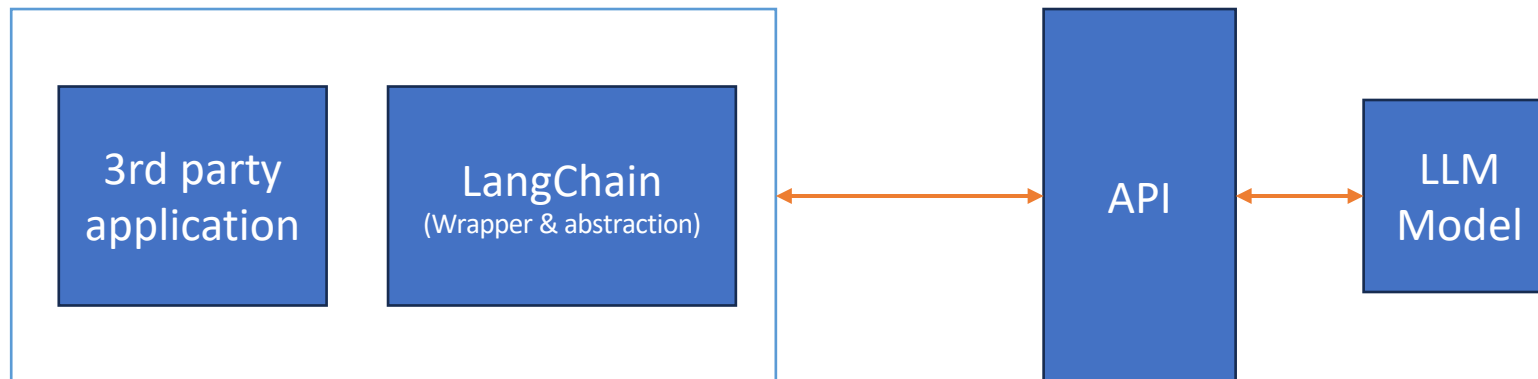 3rd party
application
LangChain
(Wrapper & abstraction)
API
LLM
Model